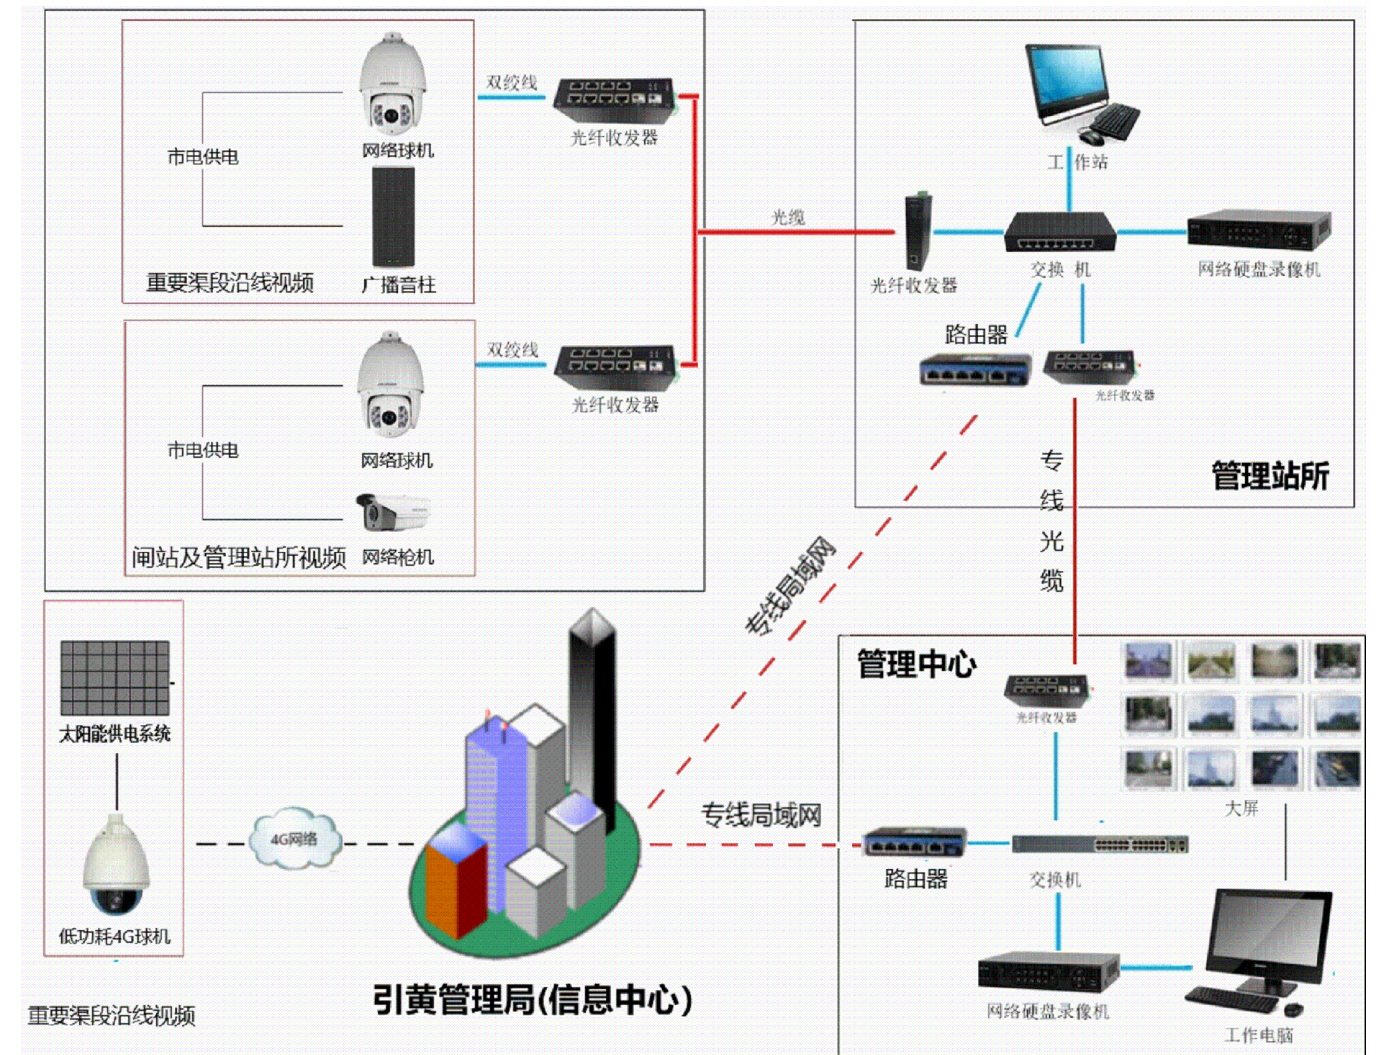 双绞线
网络球机
市电供电
光纤收发器
重要渠段沿线视频
广播音柱
双绞线
光纤收发器
市电供电
网络球机
闸站及管理站所视频
网络枪机
光缆
工作站
光纤收发器
交换 机
网络硬盘录像机
路由器
光纤收发器
管理站所
专线光缆
专线局域网
太阳能供电系统
4G网络
低功耗4G球机
重要渠段沿线视频
引黄管理局(信息中心)
专线局域网
管理中心
光纤收发器
大屏
路由器
交换机
网络硬盘录像机
工作电脑